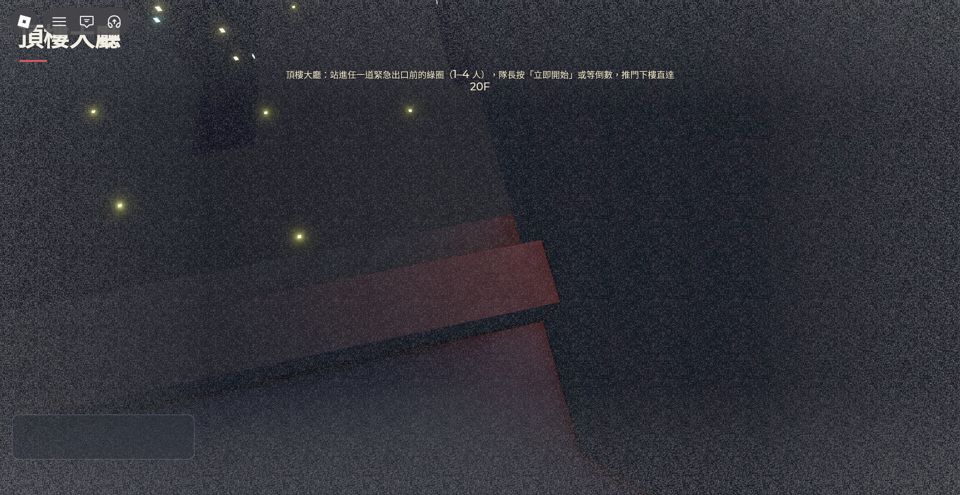 頂樓大廳
頂樓大廳：站進任一道緊急出口前的綠圈（1–4 人），隊長按「立即開始」或等倒數，推門下樓直達
20F